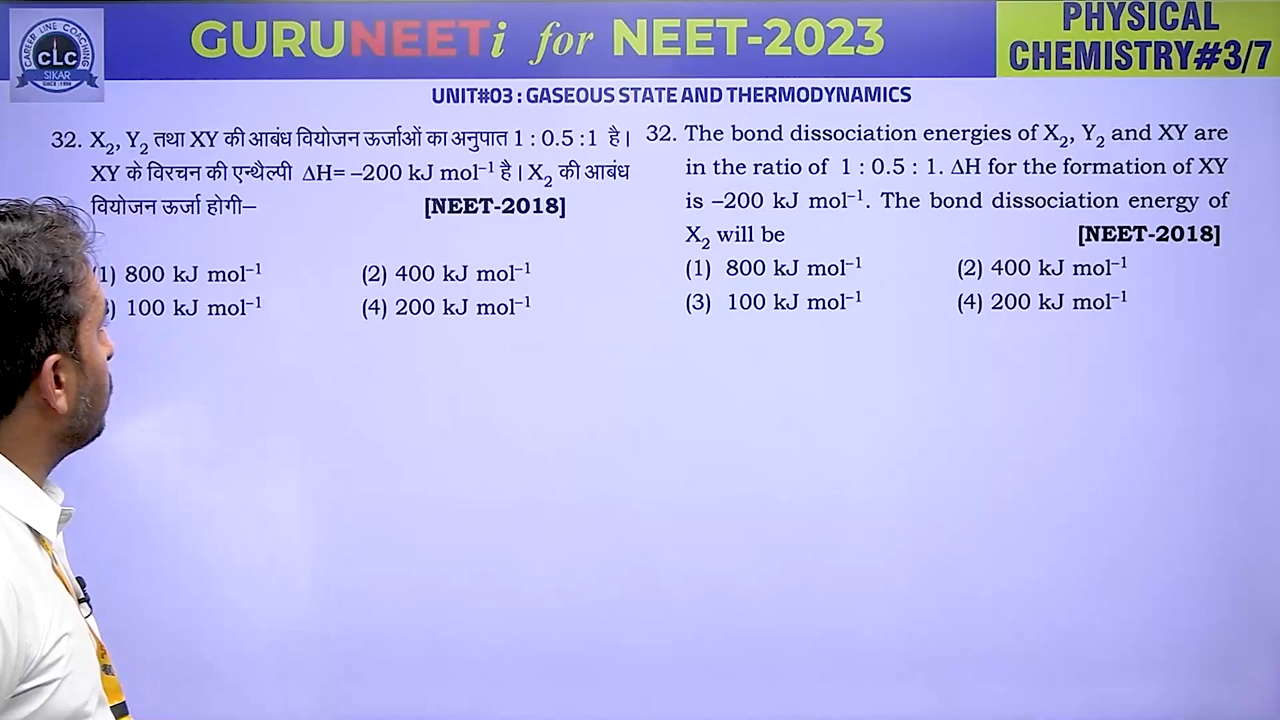 CAREER LINE COACHING
CLC
SIKAR
SINCE : 1996
GURUNEETi for NEET-2023
PHYSICAL
CHEMISTRY#3/7
UNIT#03 : GASEOUS STATE AND THERMODYNAMICS
32. X₂, Y₂ तथा XY की आबंध वियोजन ऊर्जाओं का अनुपात 1 : 0.5 : 1 है।
XY के विरचन की एन्थैल्पी ΔH= –200 kJ mol⁻¹ है। X₂ की आबंध
वियोजन ऊर्जा होगी– [NEET-2018]
1) 800 kJ mol⁻¹ (2) 400 kJ mol⁻¹
) 100 kJ mol⁻¹ (4) 200 kJ mol⁻¹
32. The bond dissociation energies of X₂, Y₂ and XY are
in the ratio of 1 : 0.5 : 1. ΔH for the formation of XY
is –200 kJ mol⁻¹. The bond dissociation energy of
X₂ will be [NEET-2018]
(1) 800 kJ mol⁻¹ (2) 400 kJ mol⁻¹
(3) 100 kJ mol⁻¹ (4) 200 kJ mol⁻¹